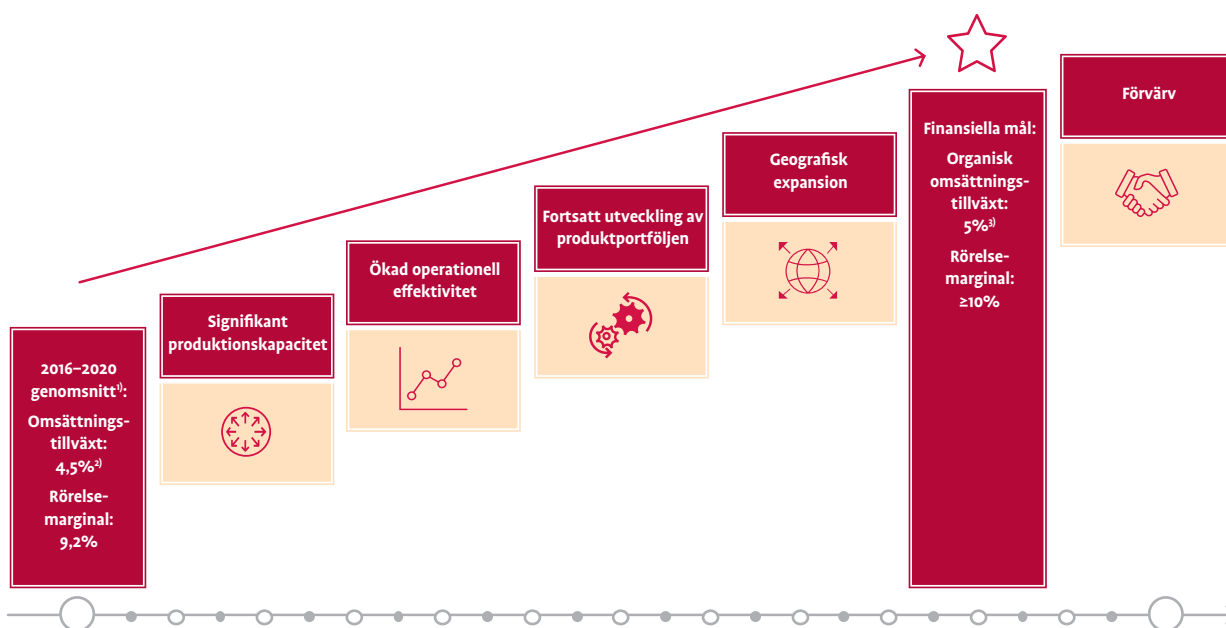 2016–2020
genomsnitt¹⁾:
Omsättnings-
tillväxt:
4,5%²⁾
Rörelse-
marginal:
9,2%
Signifikant
produktionskapacitet
Ökad operationell
effektivitet
Fortsatt utveckling av
produktportföljen
Geografisk
expansion
Finansiella mål:
Organisk
omsättnings-
tillväxt:
5%³⁾
Rörelse-
marginal:
≥10%
Förvärv